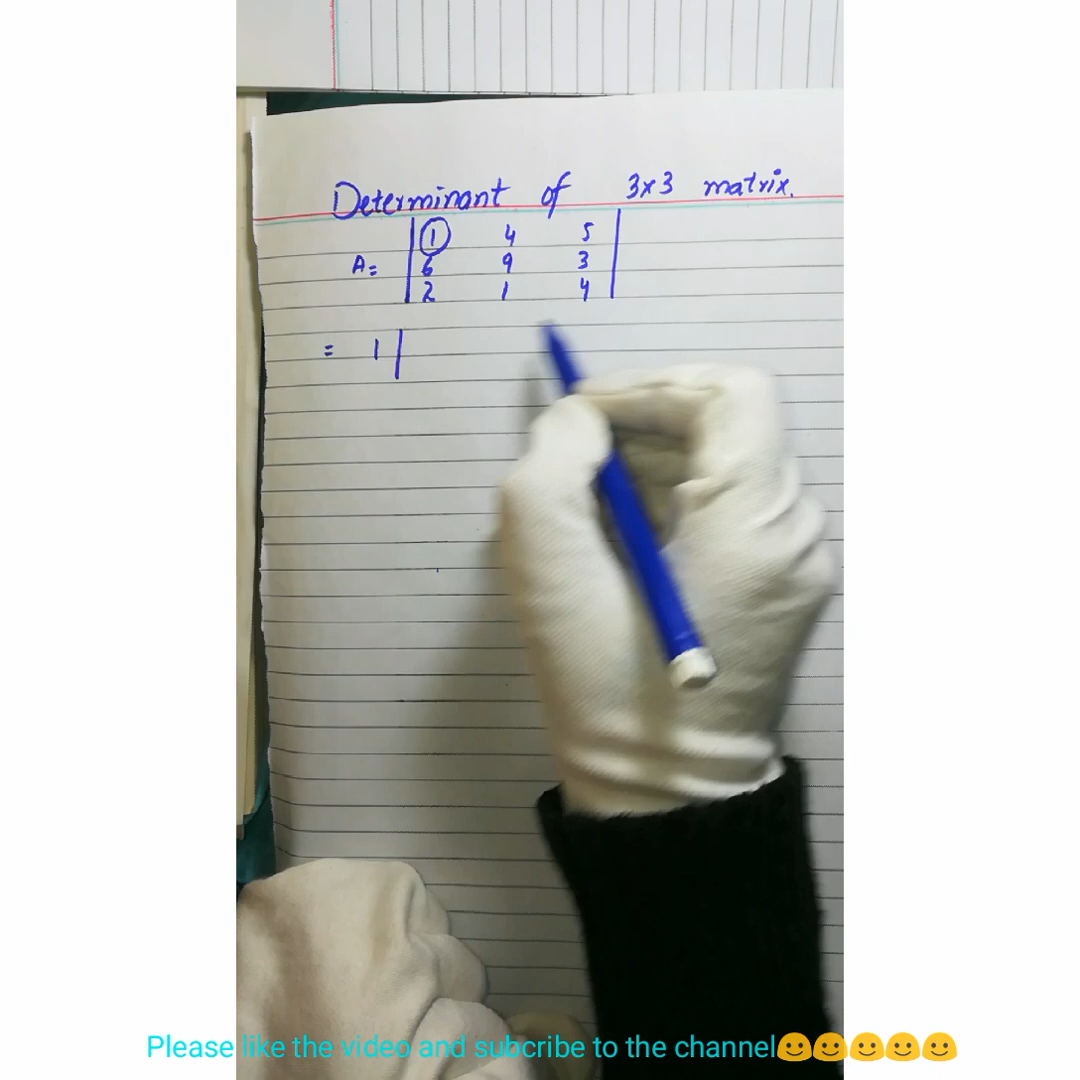 Determinant of 3x3 matrix.
1 4 5
A= 6 9 3
2 1 4
= 1|
Please like the video and subcribe to the channel🙂🙂🙂🙂🙂